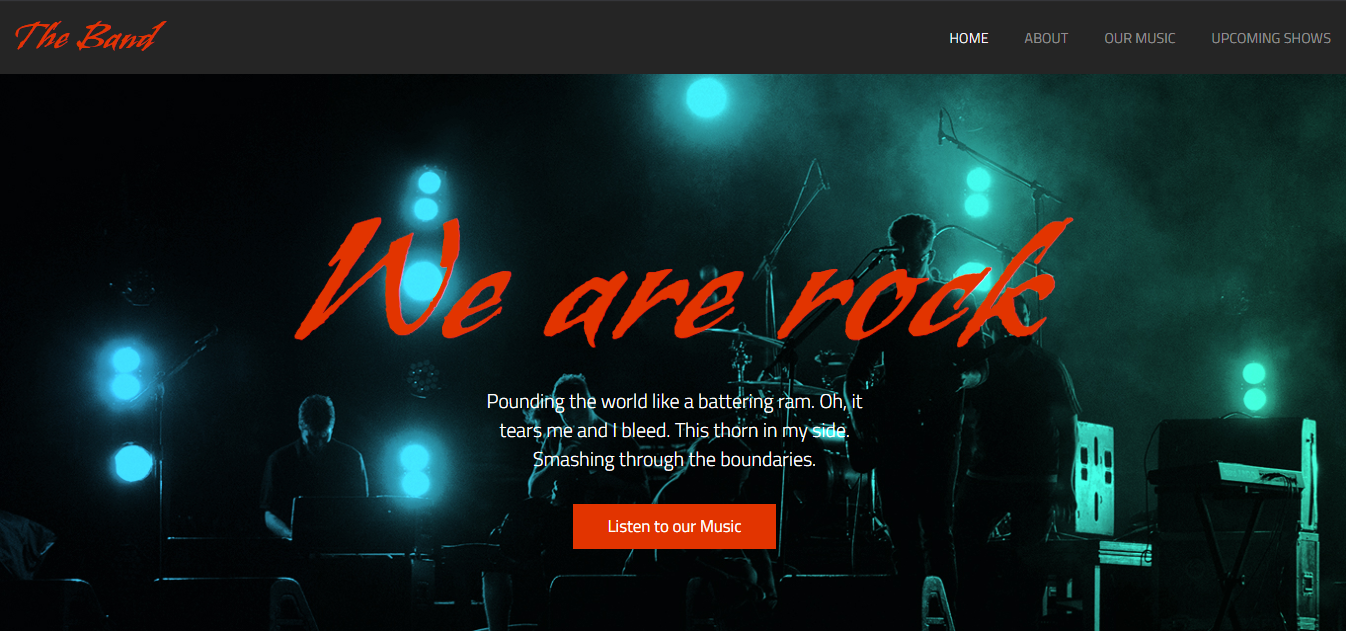 The Band
HOME ABOUT OUR MUSIC UPCOMING SHOWS
We are rock
Pounding the world like a battering ram. Oh, it
tears me and I bleed. This thorn in my side.
Smashing through the boundaries.
Listen to our Music